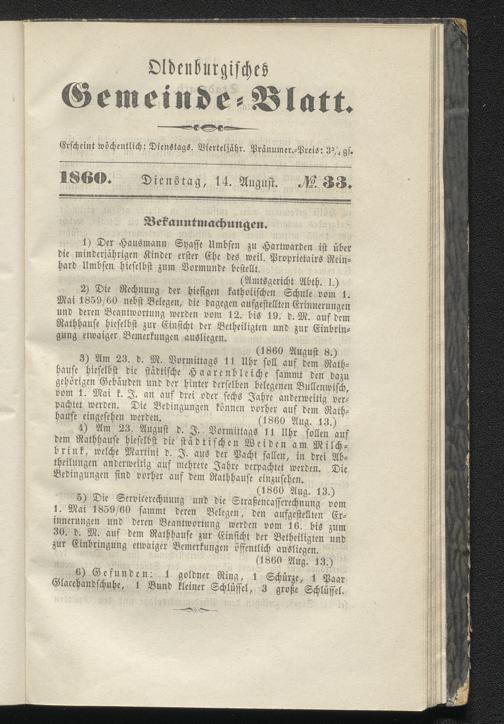 Oldenburgisches
Gemeinde-Blatt.
Erscheint wöchentlich: Dienstags. Vierteljähr. Pränumer.-Preis: 3¾ gs.
1860. Dienstag, 14. August. № 33.
Bekanntmachungen.
1) Der Hausmann Spasse Umbsen zu Hartwarden ist über
die minderjährigen Kinder erster Ehe des weil. Proprietairs Rein-
hard Umbsen hieselbst zum Vormunde bestellt.
(Amtsgericht Abth. I.)
2) Die Rechnung der hiesigen katholischen Schule vom 1.
Mai 1859/60 nebst Belegen, die dagegen aufgestellten Erinnerungen
und deren Beantwortung werden vom 12. bis 19. d. M. auf dem
Rathhause hieselbst zur Einsicht der Betheiligten und zur Einbrin-
gung etwaiger Bemerkungen ausliegen.
(1860 August 8.)
3) Am 23. d. M. Vormittags 11 Uhr soll auf dem Rath-
hause hieselbst die städtische Haarenbleiche sammt den dazu
gehörigen Gebäuden und der hinter derselben belegenen Bullenwisch,
vom 1. Mai k. J. an auf drei oder sechs Jahre anderweitig ver-
pachtet werden. Die Bedingungen können vorher auf dem Rath-
hause eingesehen werden.
(1860 Aug. 13.)
4) Am 23. August d. J. Vormittags 11 Uhr sollen auf
dem Rathhause hieselbst die städtischen Weiden am Milch-
brink, welche Martini d. J. aus der Pacht fallen, in drei Ab-
theilungen anderweitig auf mehrere Jahre verpachtet werden. Die
Bedingungen sind vorher auf dem Rathhause einzusehen.
(1860 Aug. 13.)
5) Die Servicerechnung und die Straßencasserechnung vom
1. Mai 1859/60 sammt deren Belegen, den aufgestellten Er-
innerungen und deren Beantwortung werden vom 16. bis zum
30. d. M. auf dem Rathhause zur Einsicht der Betheiligten und
zur Einbringung etwaiger Bemerkungen öffentlich ausliegen.
(1860 Aug. 13.)
6) Gefunden: 1 goldner Ring, 1 Schürze, 1 Paar
Glacehandschuhe, 1 Bund kleiner Schlüssel, 3 große Schlüssel.